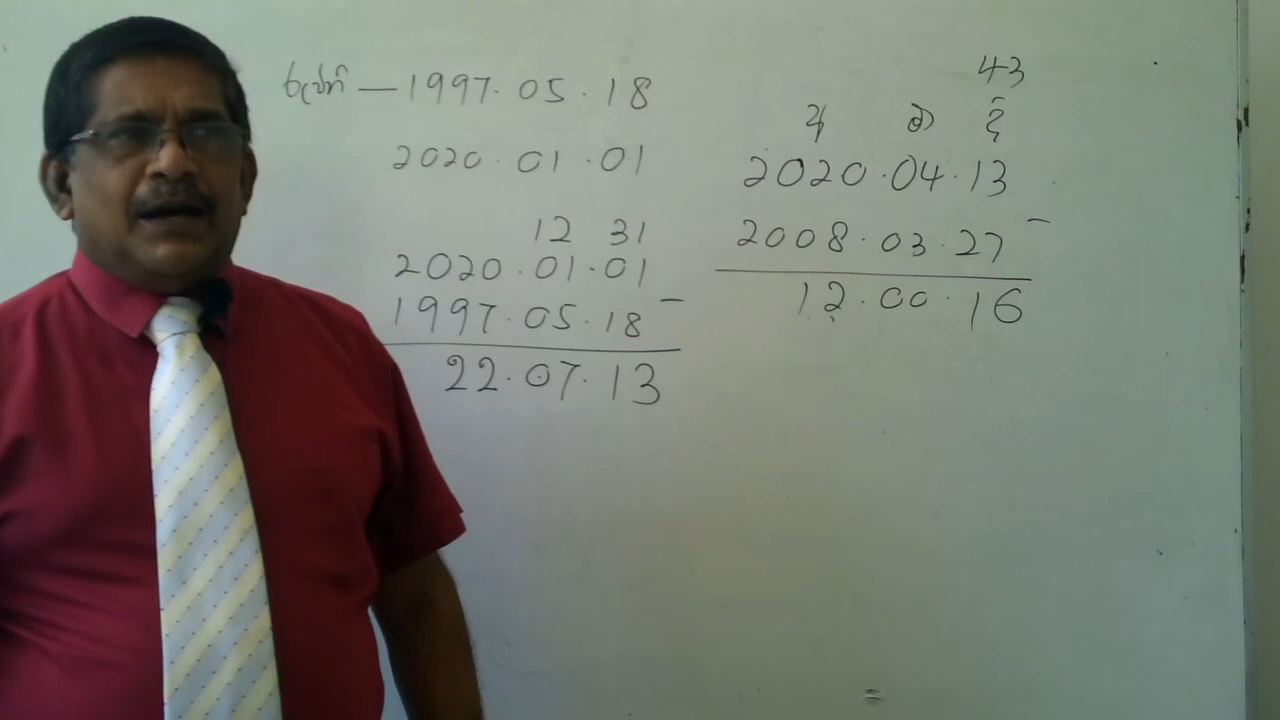 රුවනි — 1997. 05 . 18
2020 . 01 . 01
12 31
2020 . 01 . 01
1997 . 05 . 18 –
22. 07. 13
43
අ මා දි
2020 . 04 . 13
2008 . 03 . 27 –
12 . 00 . 16